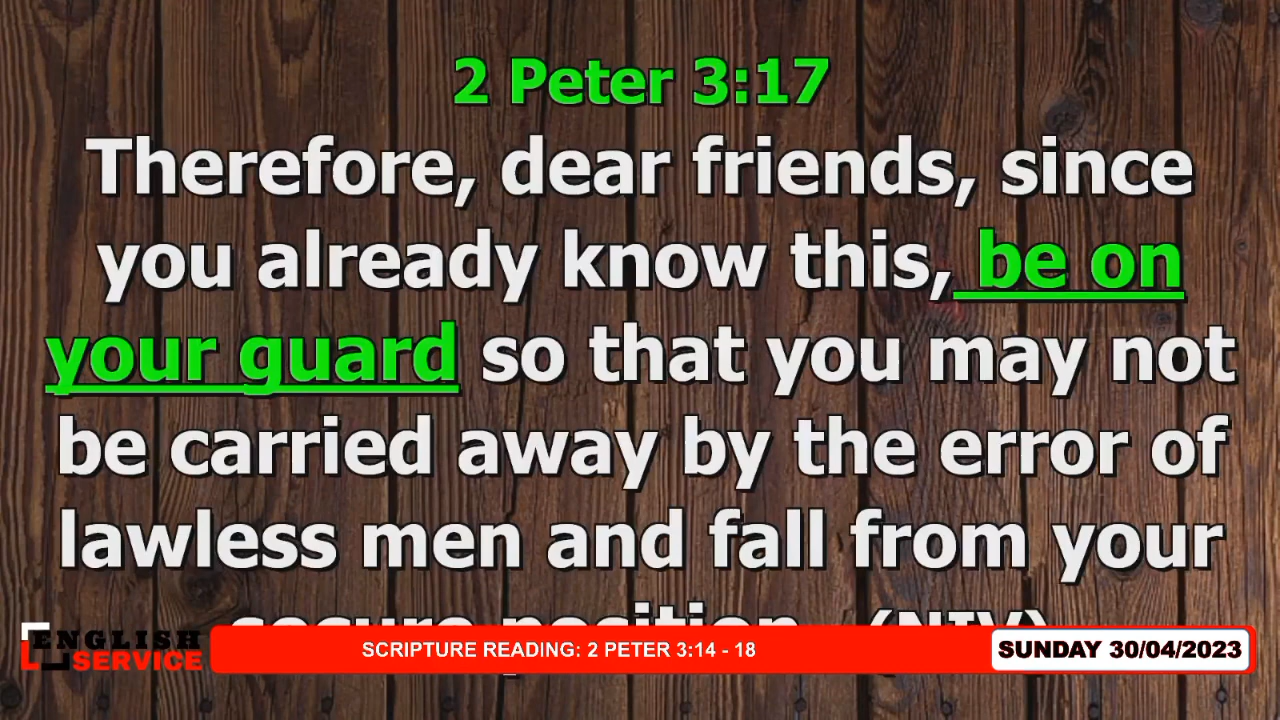 2 Peter 3:17
Therefore, dear friends, since
you already know this, be on
your guard so that you may not
be carried away by the error of
lawless men and fall from your
secure position. (NIV)
ENGLISH
SERVICE
SCRIPTURE READING: 2 PETER 3:14 - 18
SUNDAY 30/04/2023